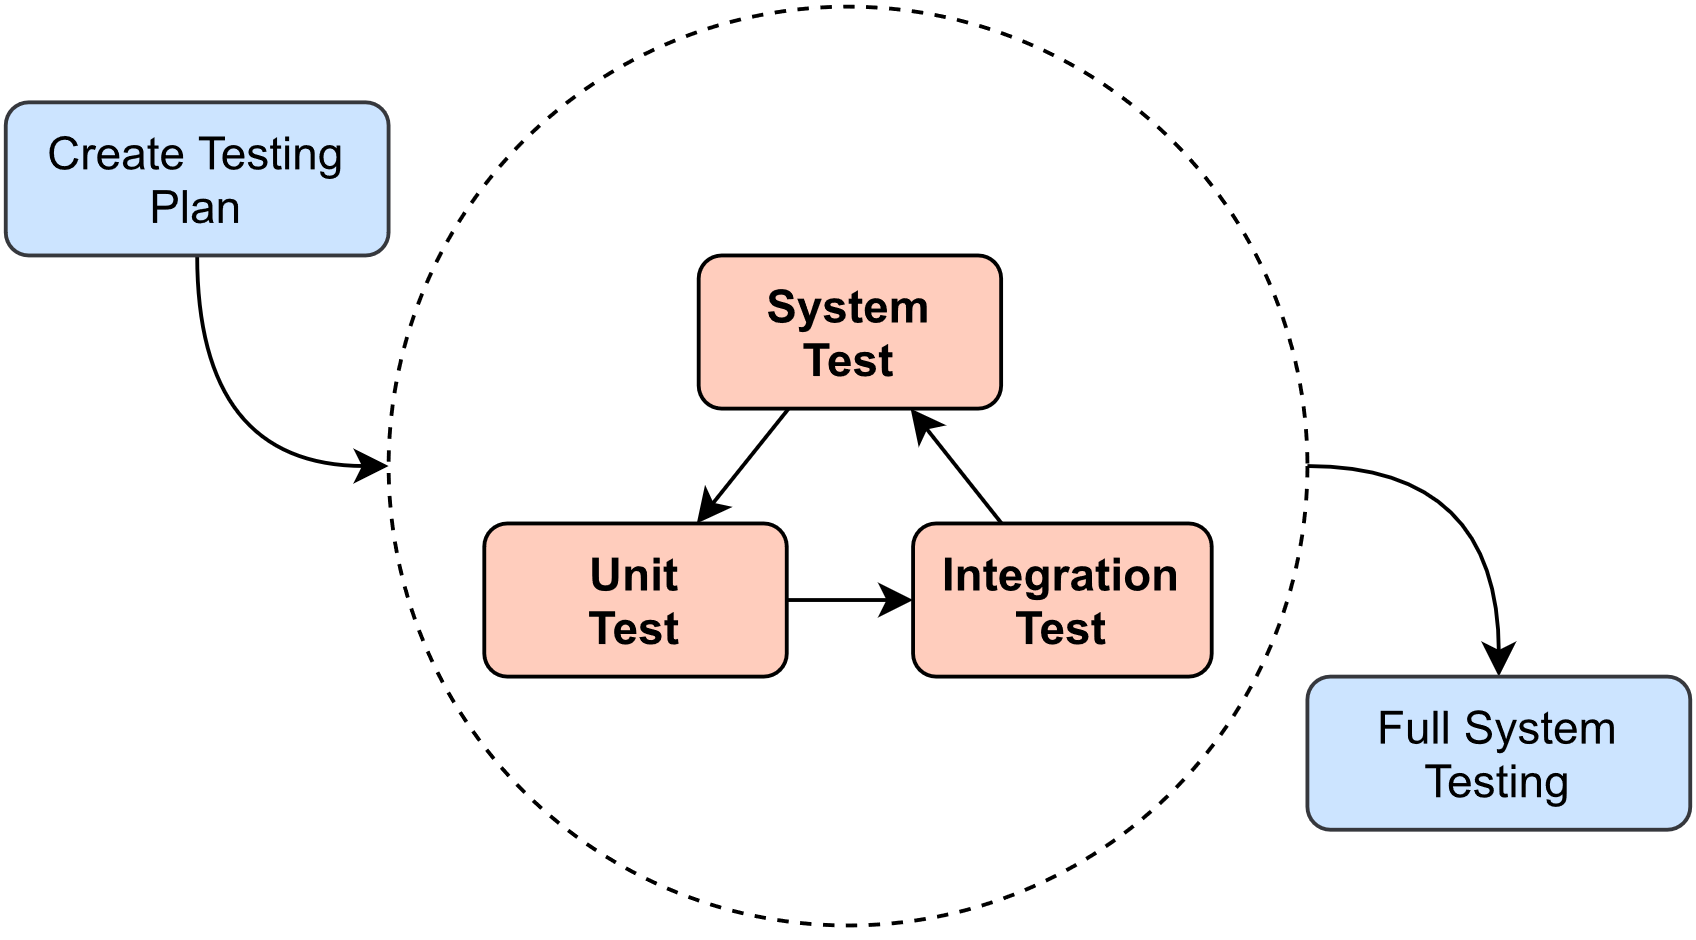 Create Testing
Plan
System
Test
Unit
Test
Integration
Test
Full System
Testing